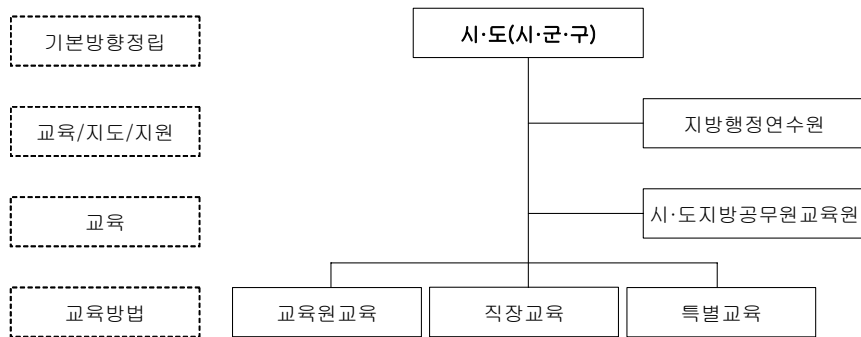 기본방향정립
시·도(시·군·구)
교육/지도/지원
지방행정연수원
교육
시·도지방공무원교육원
교육방법
교육원교육
직장교육
특별교육